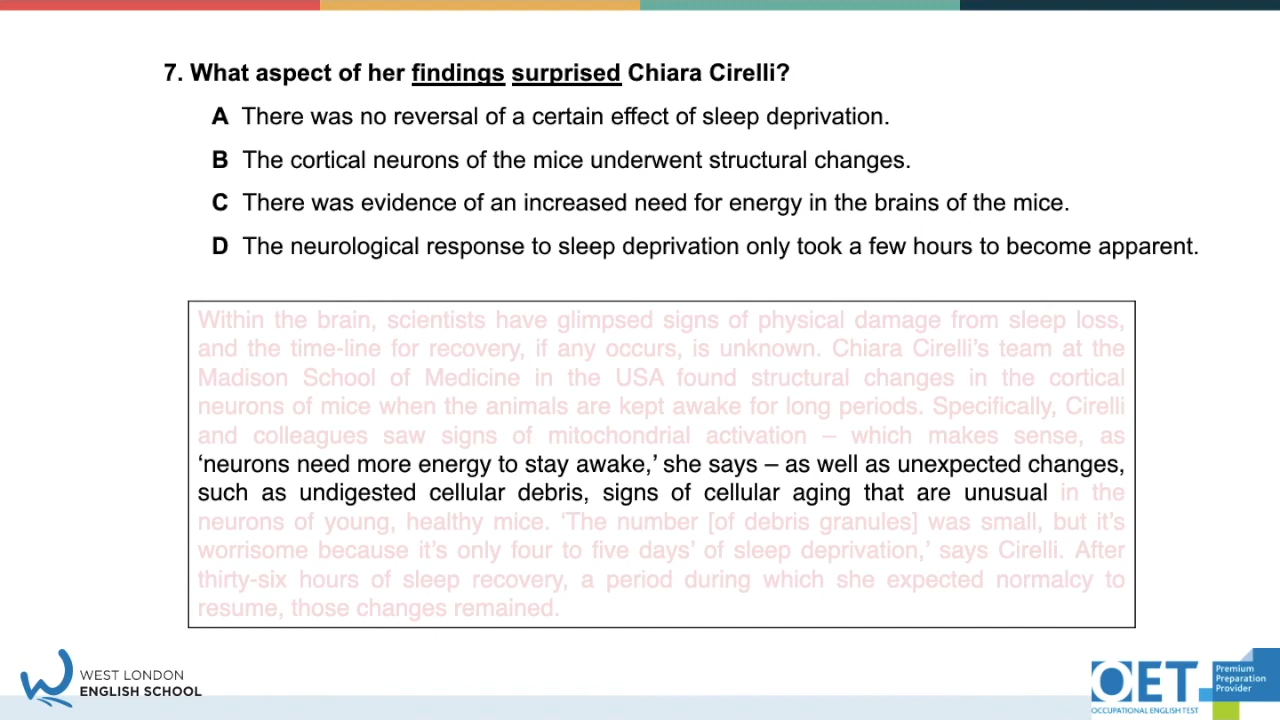 7. What aspect of her findings surprised Chiara Cirelli?
A There was no reversal of a certain effect of sleep deprivation.
B The cortical neurons of the mice underwent structural changes.
C There was evidence of an increased need for energy in the brains of the mice.
D The neurological response to sleep deprivation only took a few hours to become apparent.
Within the brain, scientists have glimpsed signs of physical damage from sleep loss,
and the time-line for recovery, if any occurs, is unknown. Chiara Cirelli’s team at the
Madison School of Medicine in the USA found structural changes in the cortical
neurons of mice when the animals are kept awake for long periods. Specifically, Cirelli
and colleagues saw signs of mitochondrial activation – which makes sense, as
‘neurons need more energy to stay awake,’ she says – as well as unexpected changes,
such as undigested cellular debris, signs of cellular aging that are unusual in the
neurons of young, healthy mice. ‘The number [of debris granules] was small, but it’s
worrisome because it’s only four to five days’ of sleep deprivation,’ says Cirelli. After
thirty-six hours of sleep recovery, a period during which she expected normalcy to
resume, those changes remained.
WEST LONDON
ENGLISH SCHOOL
OET
OCCUPATIONAL ENGLISH TEST
Premium
Preparation
Provider